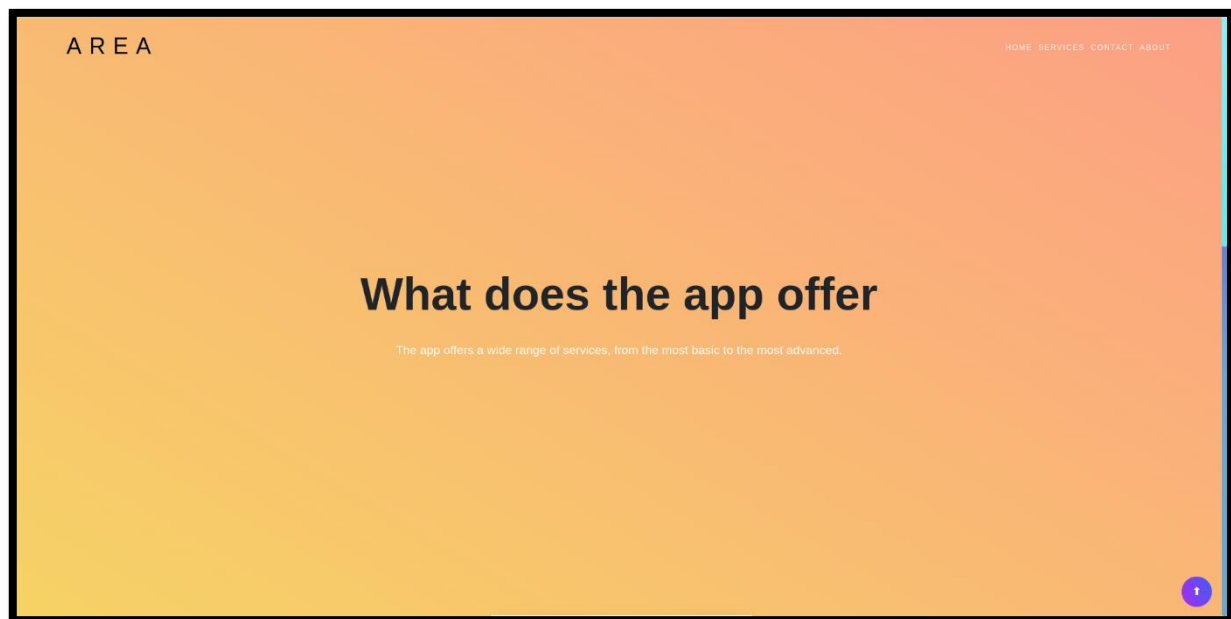 AREA
HOME SERVICES CONTACT ABOUT
What does the app offer
The app offers a wide range of services, from the most basic to the most advanced.